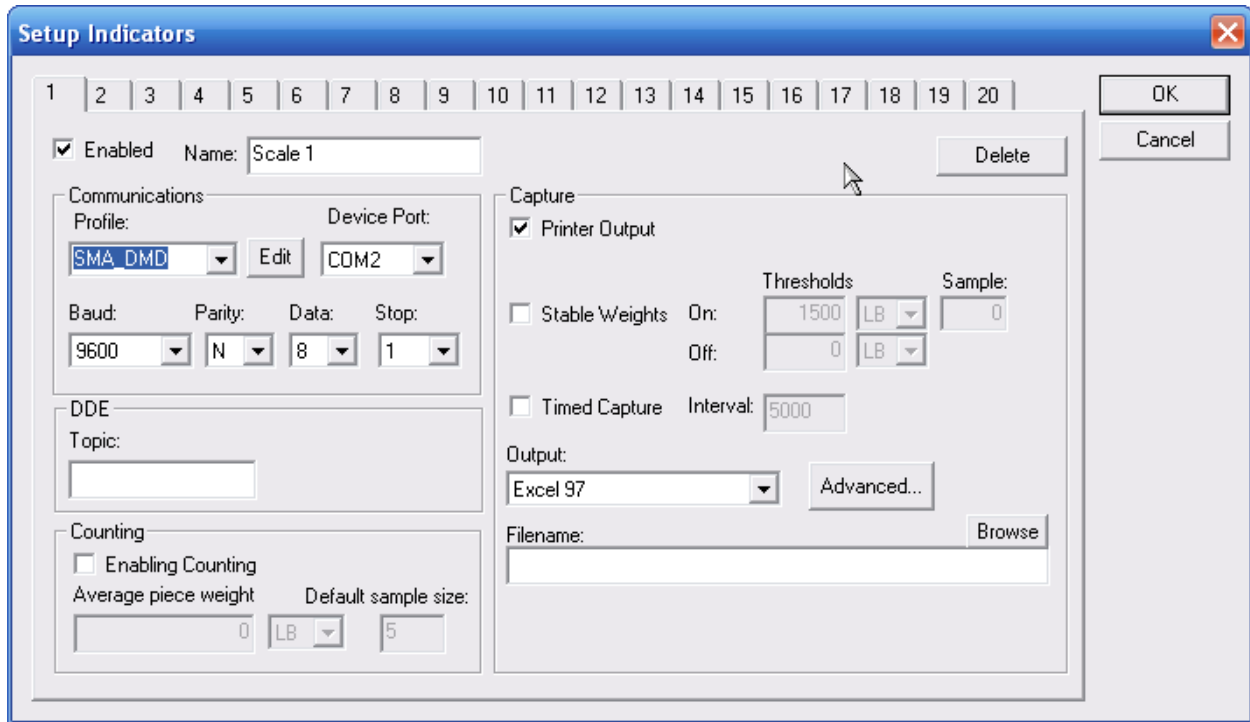 Setup Indicators
1 2 3 4 5 6 7 8 9 10 11 12 13 14 15 16 17 18 19 20
OK
Cancel
Enabled Name: Scale 1
Delete
Communications
Profile: Device Port:
SMA_DMD Edit COM2
Baud: Parity: Data: Stop:
9600 N 8 1
DDE
Topic:
Counting
Enabling Counting
Average piece weight Default sample size:
0 LB 5
Capture
Printer Output
Thresholds Sample:
Stable Weights On: 1500 LB 0
Off: 0 LB
Timed Capture Interval: 5000
Output:
Excel 97 Advanced...
Filename: Browse